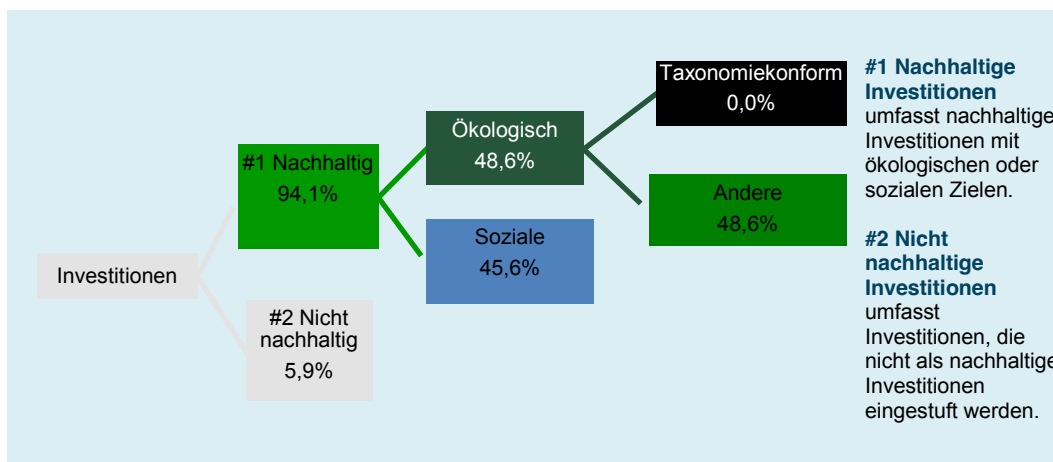 Investitionen
#1 Nachhaltig
94,1%
#2 Nicht
nachhaltig
5,9%
Ökologisch
48,6%
Soziale
45,6%
Taxonomiekonform
0,0%
Andere
48,6%
#1 Nachhaltige
Investitionen
umfasst nachhaltige
Investitionen mit
ökologischen oder
sozialen Zielen.
#2 Nicht
nachhaltige
Investitionen
umfasst
Investitionen, die
nicht als nachhaltige
Investitionen
eingestuft werden.